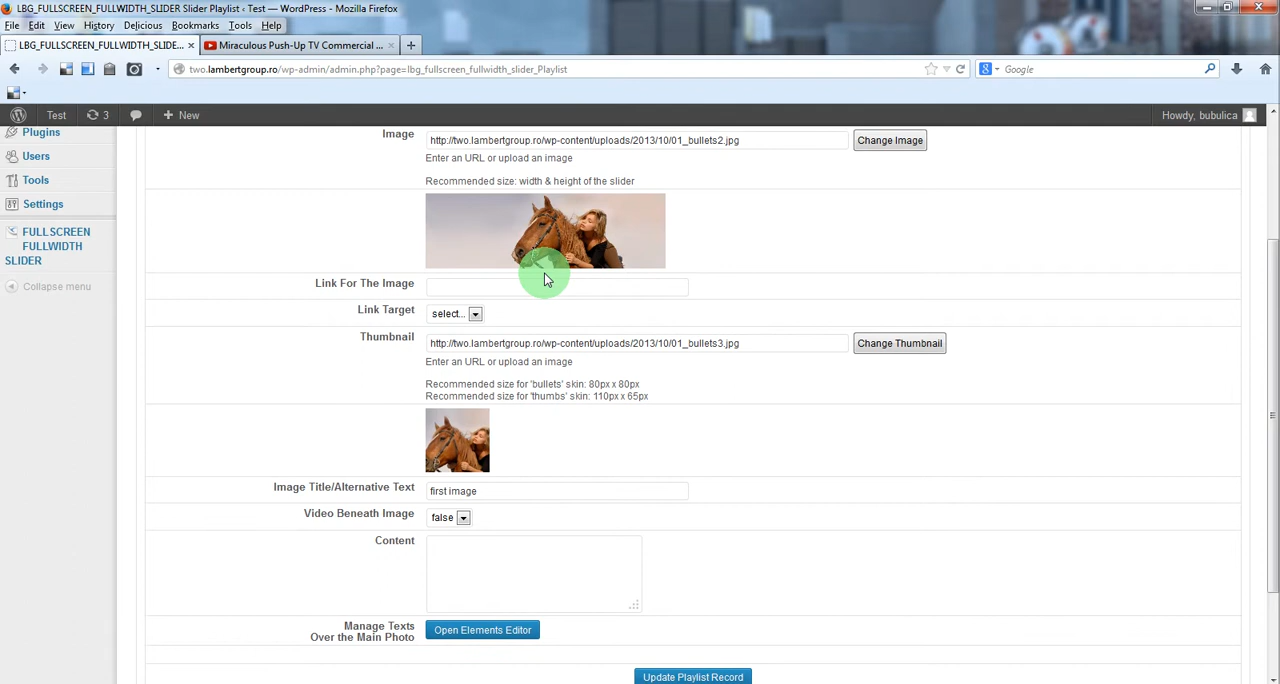 LBG_FULLSCREEN_FULLWIDTH_SLIDER Slider Playlist - Test — WordPress - Mozilla Firefox
File Edit View History Delicious Bookmarks Tools Help
LBG_FULLSCREEN_FULLWIDTH_SLIDE... × Miraculous Push-Up TV Commercial ... × +
two.lambertgroup.ro/wp-admin/admin.php?page=lbg_fullscreen_fullwidth_slider_Playlist
Google
Test 3 + New Howdy, bubulica
Plugins
Users
Tools
Settings
FULLSCREEN
FULLWIDTH
SLIDER
Collapse menu
Image http://two.lambertgroup.ro/wp-content/uploads/2013/10/01_bullets2.jpg Change Image
Enter an URL or upload an image
Recommended size: width & height of the slider
Link For The Image
Link Target select...
Thumbnail http://two.lambertgroup.ro/wp-content/uploads/2013/10/01_bullets3.jpg Change Thumbnail
Enter an URL or upload an image
Recommended size for 'bullets' skin: 80px x 80px
Recommended size for 'thumbs' skin: 110px x 65px
Image Title/Alternative Text first image
Video Beneath Image false
Content
Manage Texts
Over the Main Photo
Open Elements Editor
Update Playlist Record